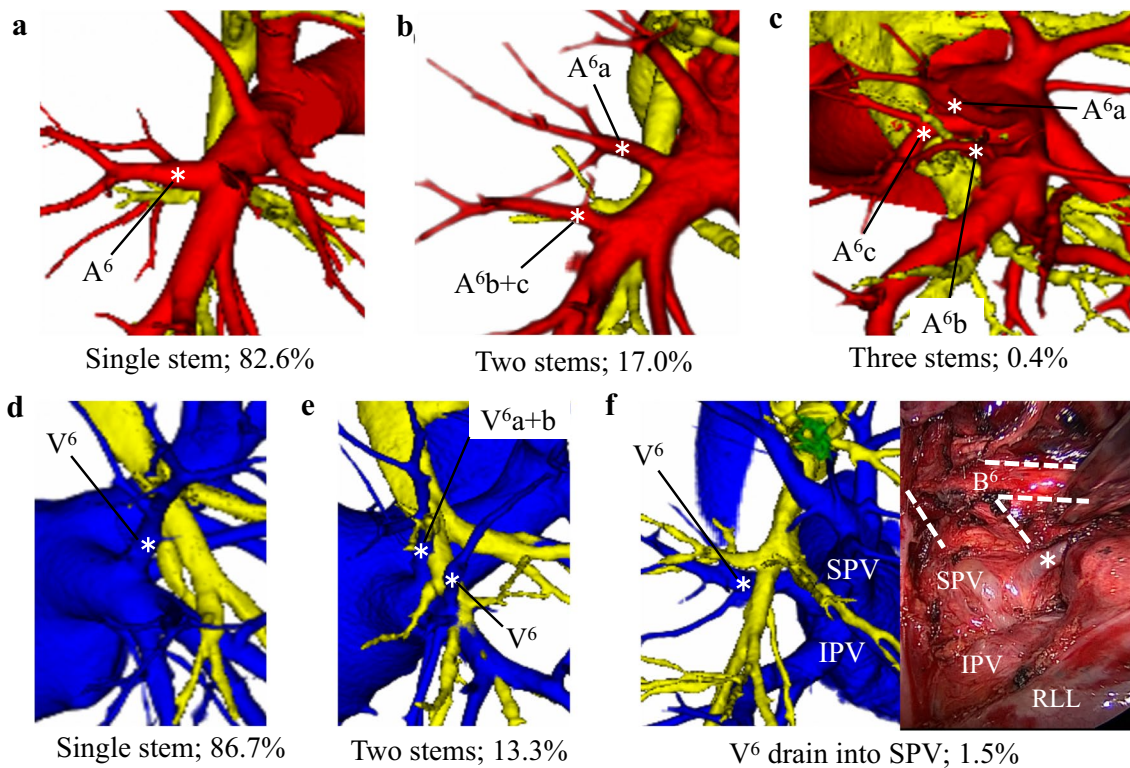 a
b
c
A⁶a
A⁶a
A⁶
A⁶b+c
A⁶c
A⁶b
Single stem; 82.6%
Two stems; 17.0%
Three stems; 0.4%
d
e
f
V⁶
V⁶a+b
V⁶
B⁶
SPV
SPV
V⁶
IPV
IPV
RLL
Single stem; 86.7%
Two stems; 13.3%
V⁶ drain into SPV; 1.5%